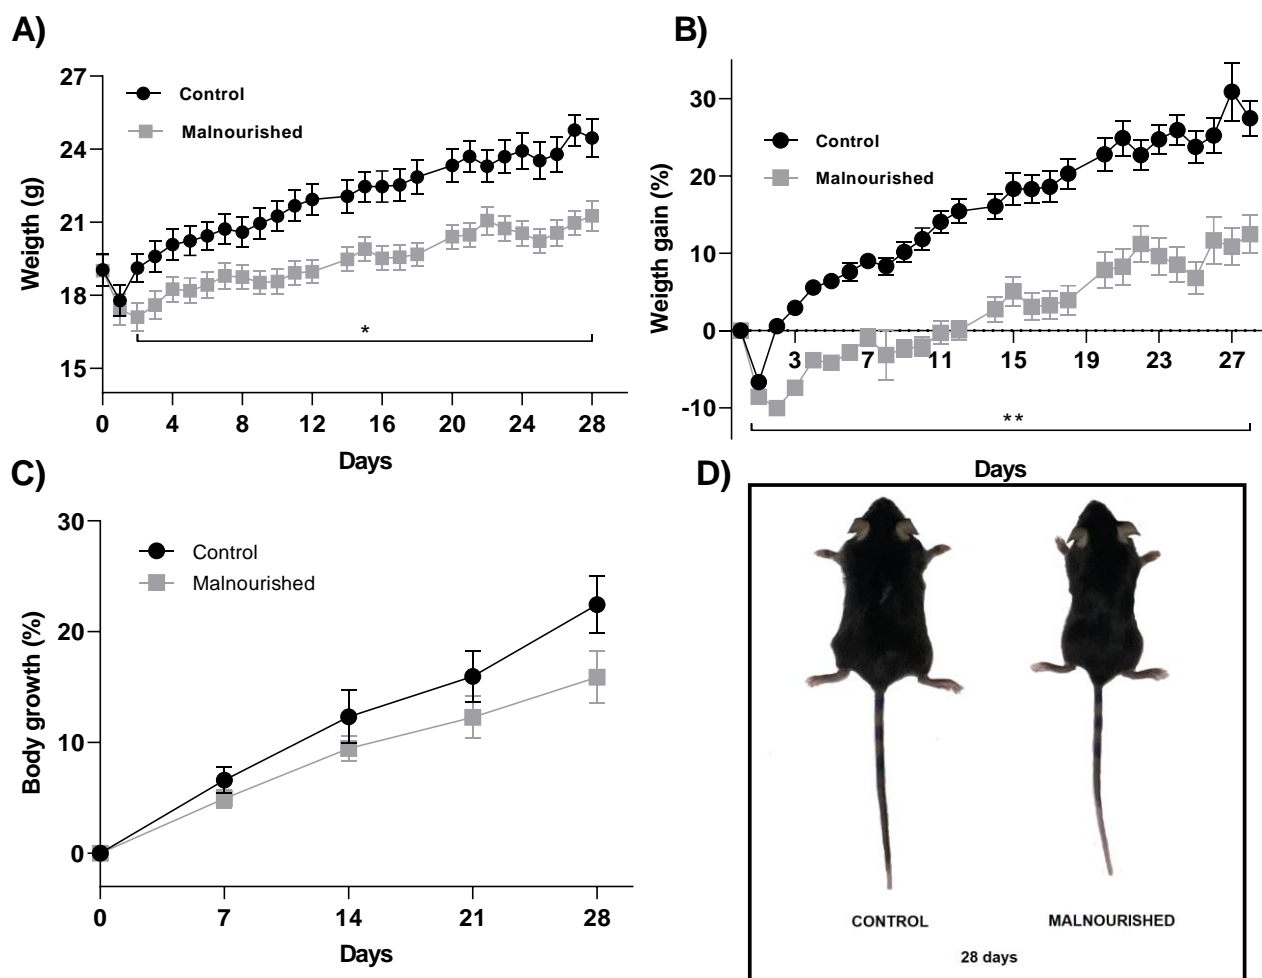 A)
27
24
21
18
15
Weigth (g)
Control
Malnourished
*
0 4 8 12 16 20 24 28
Days
B)
30
20
10
0
-10
Weigth gain (%)
Control
Malnourished
3 7 11 15 19 23 27
**
Days
C)
30
20
10
0
Body growth (%)
Control
Malnourished
0 7 14 21 28
Days
D)
CONTROL MALNOURISHED
28 days